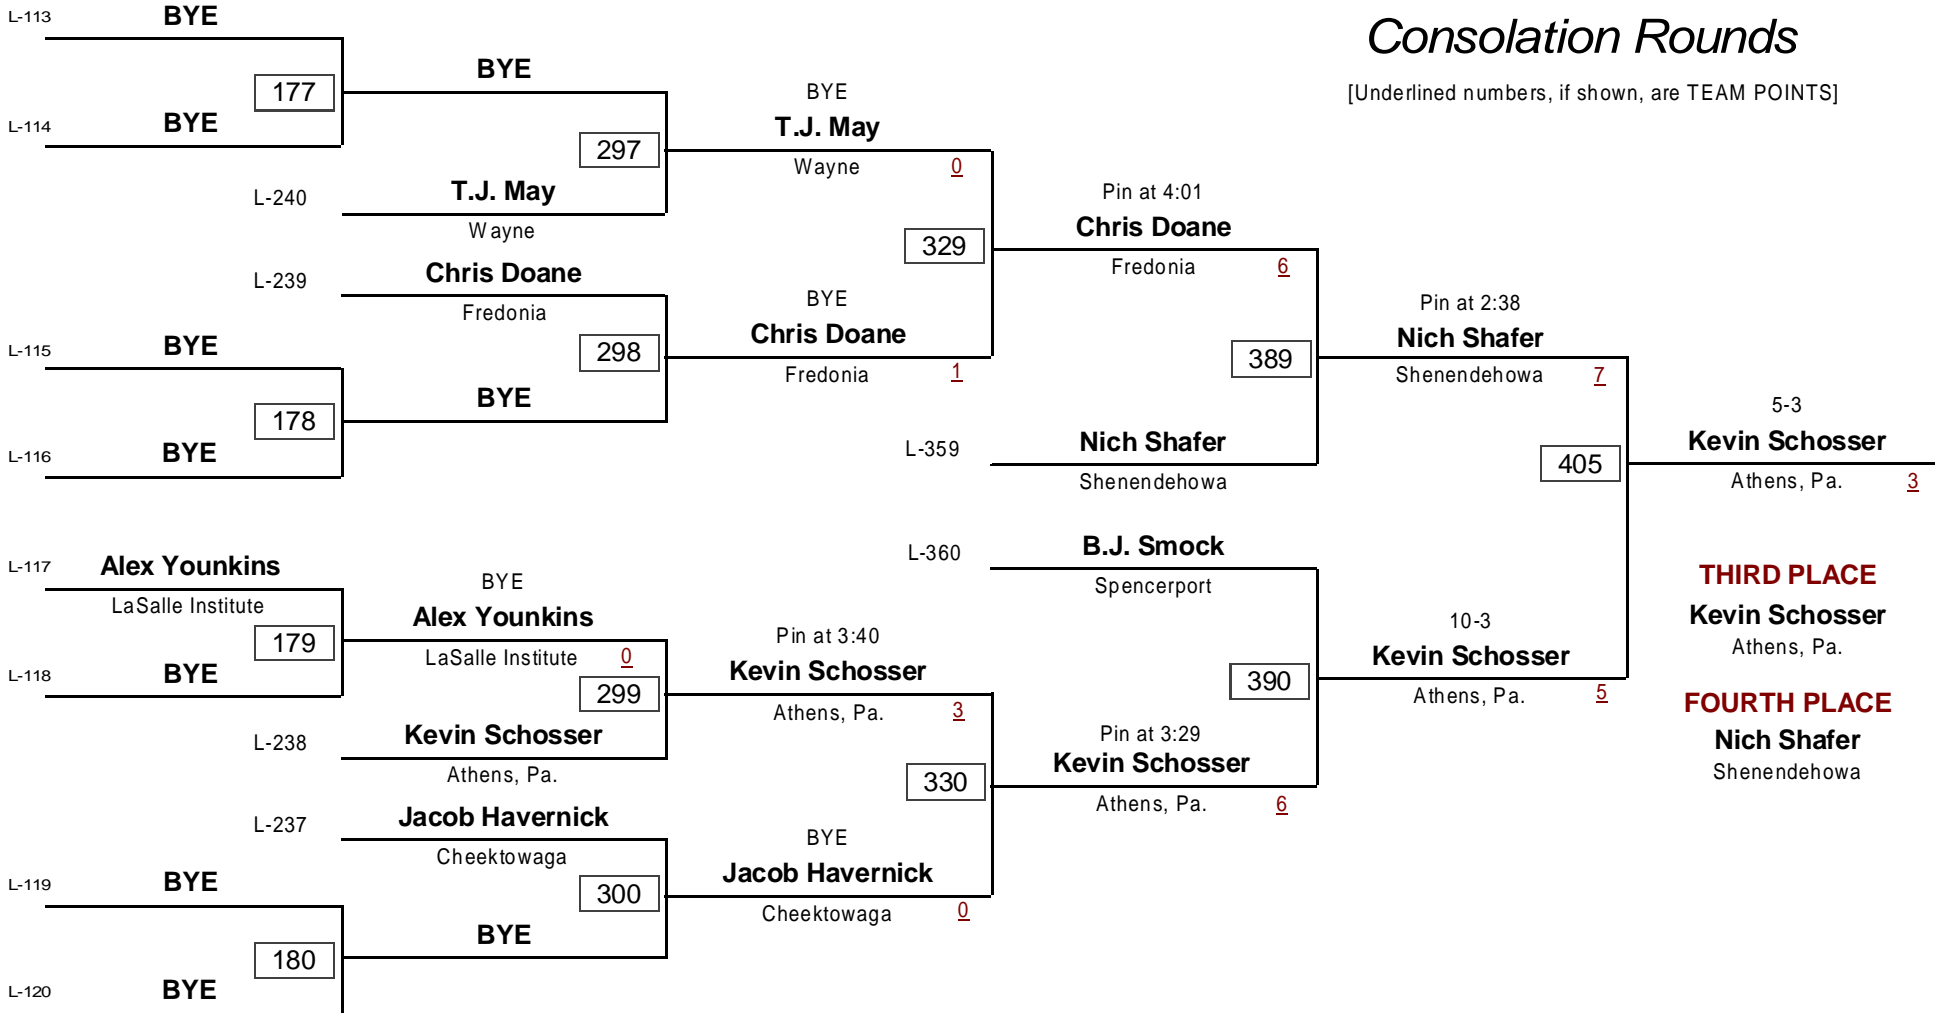 Consolation Rounds
[Underlined numbers, if shown, are TEAM POINTS]
L-113 BYE
177
L-114 BYE
BYE
297
L-240 T.J. May
Wayne
BYE
T.J. May
Wayne 0
L-239 Chris Doane
Fredonia
298
L-115 BYE
178
L-116 BYE
BYE
BYE
Chris Doane
Fredonia 1
329
Pin at 4:01
Chris Doane
Fredonia 6
389
L-359 Nich Shafer
Shenendehowa
Pin at 2:38
Nich Shafer
Shenendehowa 7
405
5-3
Kevin Schosser
Athens, Pa. 3
L-117 Alex Younkins
LaSalle Institute
179
L-118 BYE
BYE
Alex Younkins
LaSalle Institute 0
299
L-238 Kevin Schosser
Athens, Pa.
Pin at 3:40
Kevin Schosser
Athens, Pa. 3
L-237 Jacob Havernick
Cheektowaga
300
L-119 BYE
180
L-120 BYE
BYE
BYE
Jacob Havernick
Cheektowaga 0
330
L-360 B.J. Smock
Spencerport
390
Pin at 3:29
Kevin Schosser
Athens, Pa. 6
10-3
Kevin Schosser
Athens, Pa. 5
THIRD PLACE
Kevin Schosser
Athens, Pa.
FOURTH PLACE
Nich Shafer
Shenendehowa